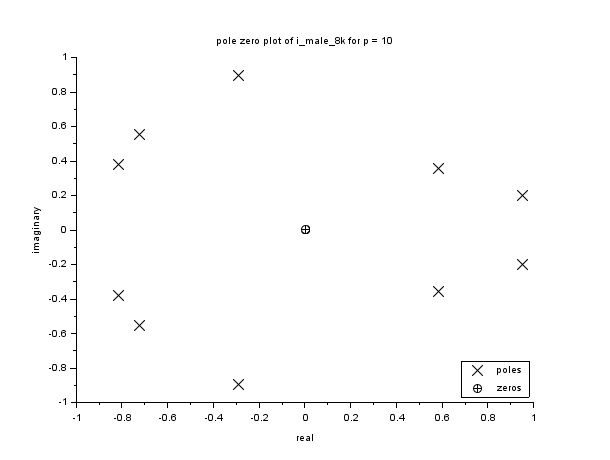 pole zero plot of i_male_8k for p = 10
1
0.8
0.6
0.4
0.2
0
-0.2
-0.4
-0.6
-0.8
-1
imaginary
-1 -0.8 -0.6 -0.4 -0.2 0 0.2 0.4 0.6 0.8 1
real
poles
zeros